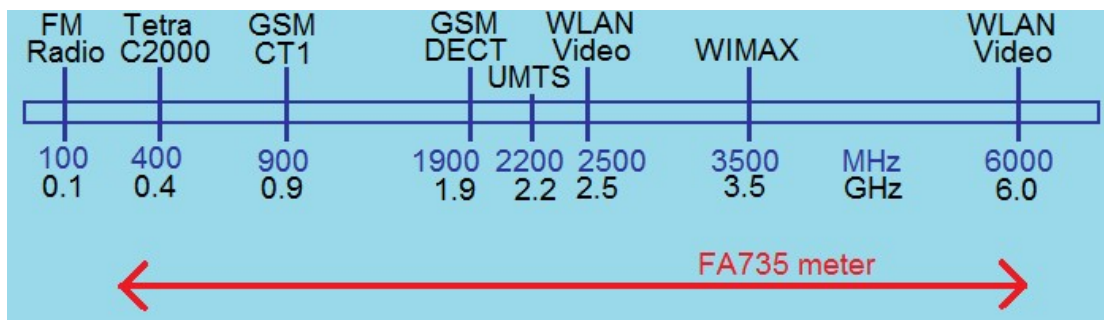 FM Tetra GSM GSM WLAN WLAN
Radio C2000 CT1 DECT Video WIMAX Video
UMTS
100 400 900 1900 2200 2500 3500 MHz 6000
0.1 0.4 0.9 1.9 2.2 2.5 3.5 GHz 6.0
FA735 meter